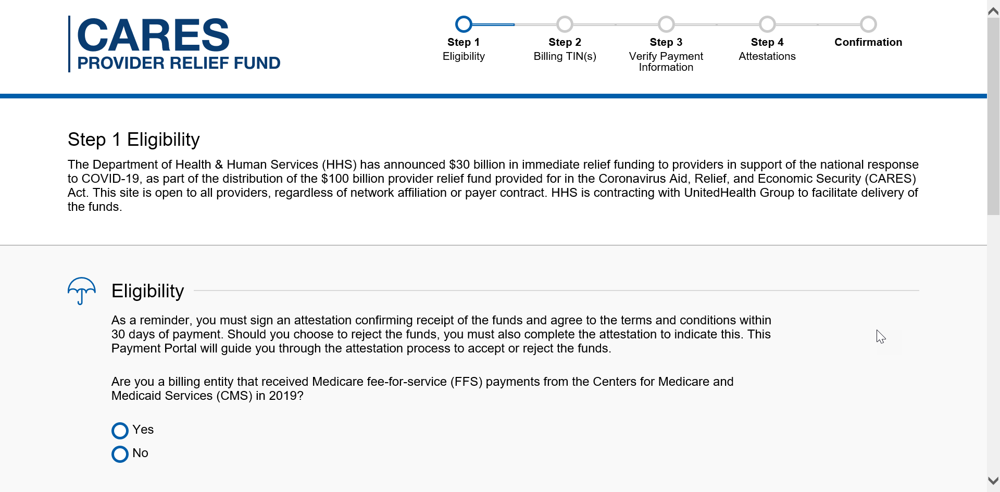 CARES
PROVIDER RELIEF FUND
Step 1
Eligibility
Step 2
Billing TIN(s)
Step 3
Verify Payment
Information
Step 4
Attestations
Confirmation
Step 1 Eligibility
The Department of Health & Human Services (HHS) has announced $30 billion in immediate relief funding to providers in support of the national response
to COVID-19, as part of the distribution of the $100 billion provider relief fund provided for in the Coronavirus Aid, Relief, and Economic Security (CARES)
Act. This site is open to all providers, regardless of network affiliation or payer contract. HHS is contracting with UnitedHealth Group to facilitate delivery of
the funds.
Eligibility
As a reminder, you must sign an attestation confirming receipt of the funds and agree to the terms and conditions within
30 days of payment. Should you choose to reject the funds, you must also complete the attestation to indicate this. This
Payment Portal will guide you through the attestation process to accept or reject the funds.
Are you a billing entity that received Medicare fee-for-service (FFS) payments from the Centers for Medicare and
Medicaid Services (CMS) in 2019?
Yes
No